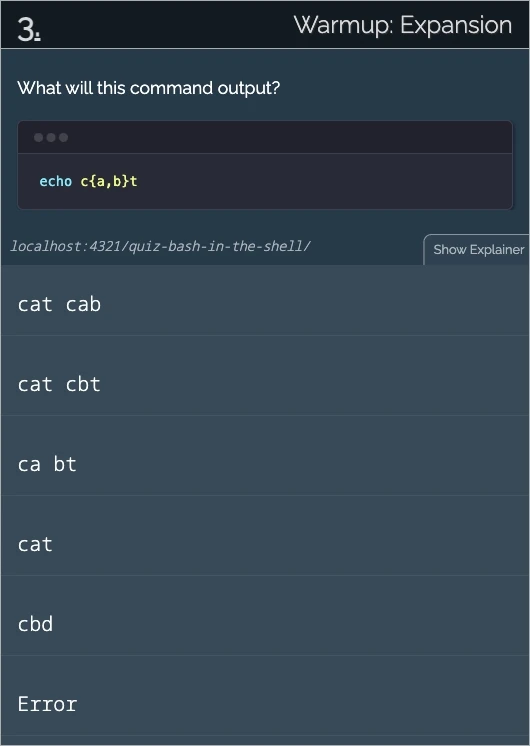 3.
Warmup: Expansion
What will this command output?
echo c{a,b}t
localhost:4321/quiz-bash-in-the-shell/
Show Explainer
cat cab
cat cbt
ca bt
cat
cbd
Error